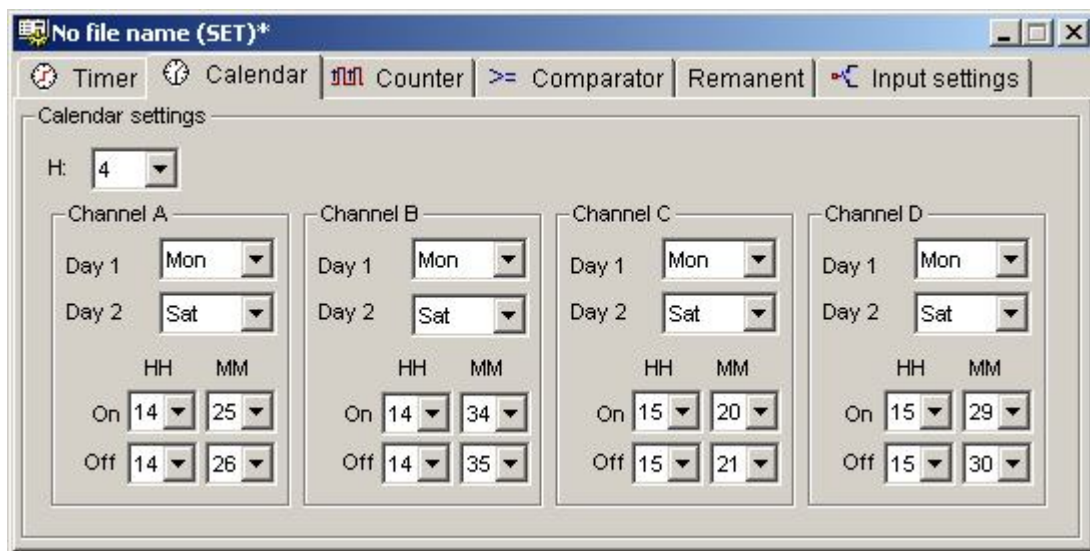 No file name (SET)*
Timer Calendar Counter >= Comparator Remanent Input settings
Calendar settings
H: 4
Channel A Channel B Channel C Channel D
Day 1 Mon Day 1 Mon Day 1 Mon Day 1 Mon
Day 2 Sat Day 2 Sat Day 2 Sat Day 2 Sat
HH MM HH MM HH MM HH MM
On 14 25 On 14 34 On 15 20 On 15 29
Off 14 26 Off 14 35 Off 15 21 Off 15 30